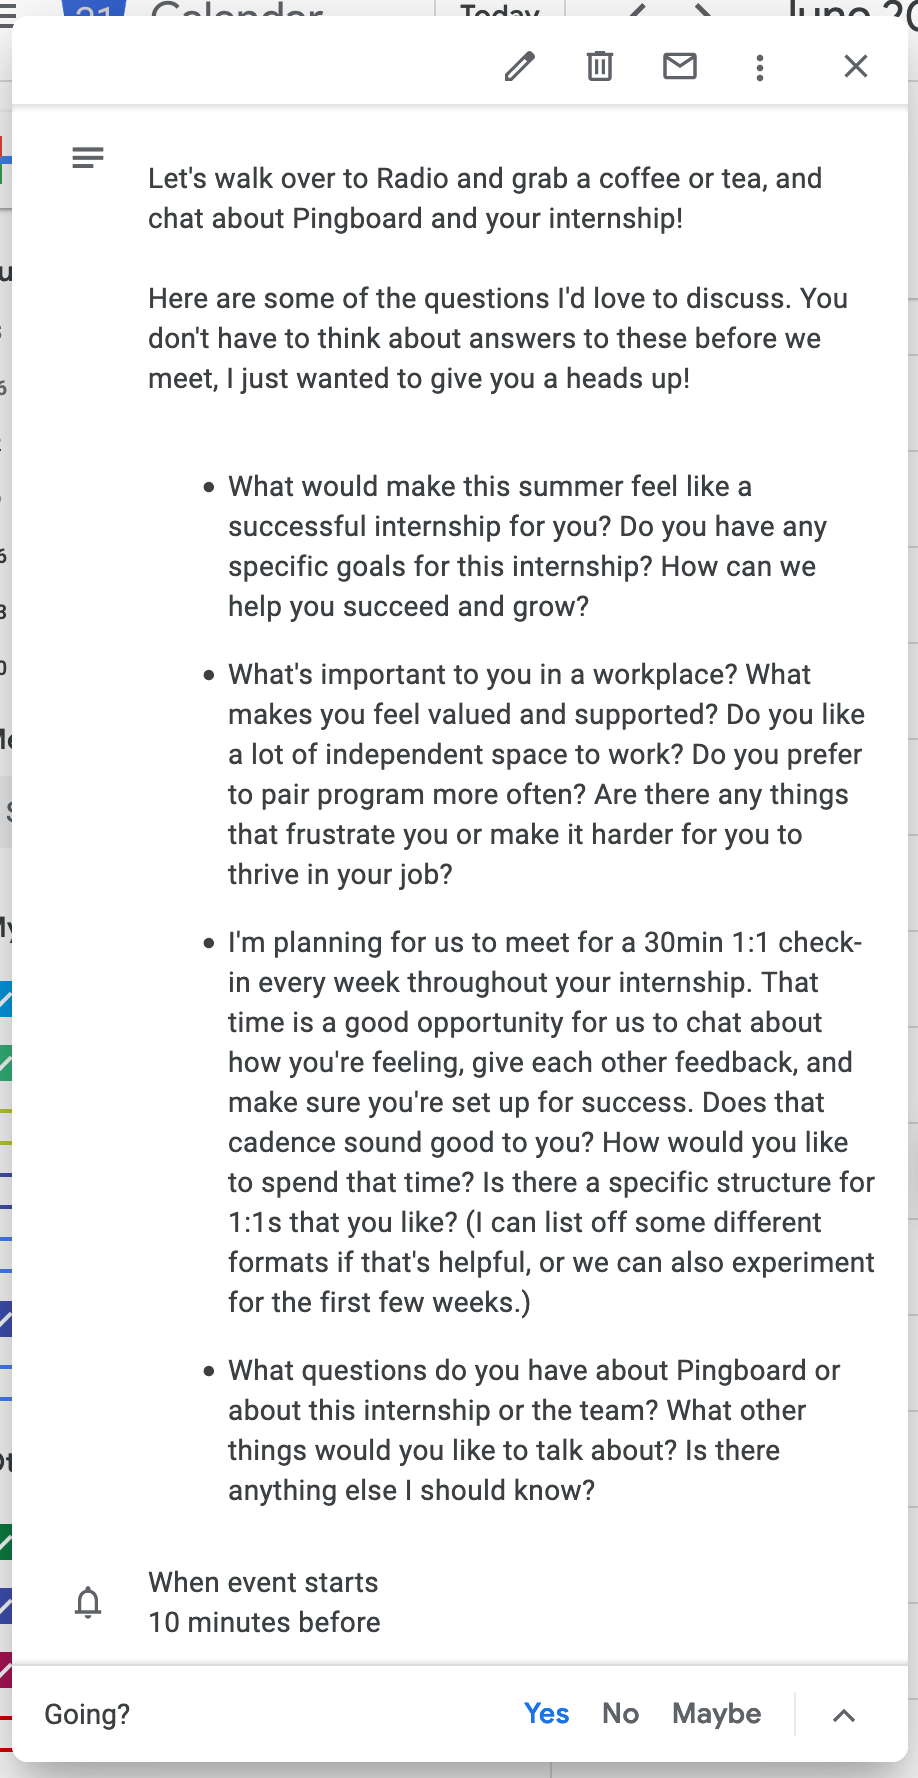 Calendar Today June 20
Let's walk over to Radio and grab a coffee or tea, and
chat about Pingboard and your internship!
Here are some of the questions I'd love to discuss. You
don't have to think about answers to these before we
meet, I just wanted to give you a heads up!
• What would make this summer feel like a
successful internship for you? Do you have any
specific goals for this internship? How can we
help you succeed and grow?
• What's important to you in a workplace? What
makes you feel valued and supported? Do you like
a lot of independent space to work? Do you prefer
to pair program more often? Are there any things
that frustrate you or make it harder for you to
thrive in your job?
• I'm planning for us to meet for a 30min 1:1 check-
in every week throughout your internship. That
time is a good opportunity for us to chat about
how you're feeling, give each other feedback, and
make sure you're set up for success. Does that
cadence sound good to you? How would you like
to spend that time? Is there a specific structure for
1:1s that you like? (I can list off some different
formats if that's helpful, or we can also experiment
for the first few weeks.)
• What questions do you have about Pingboard or
about this internship or the team? What other
things would you like to talk about? Is there
anything else I should know?
When event starts
10 minutes before
Going? Yes No Maybe